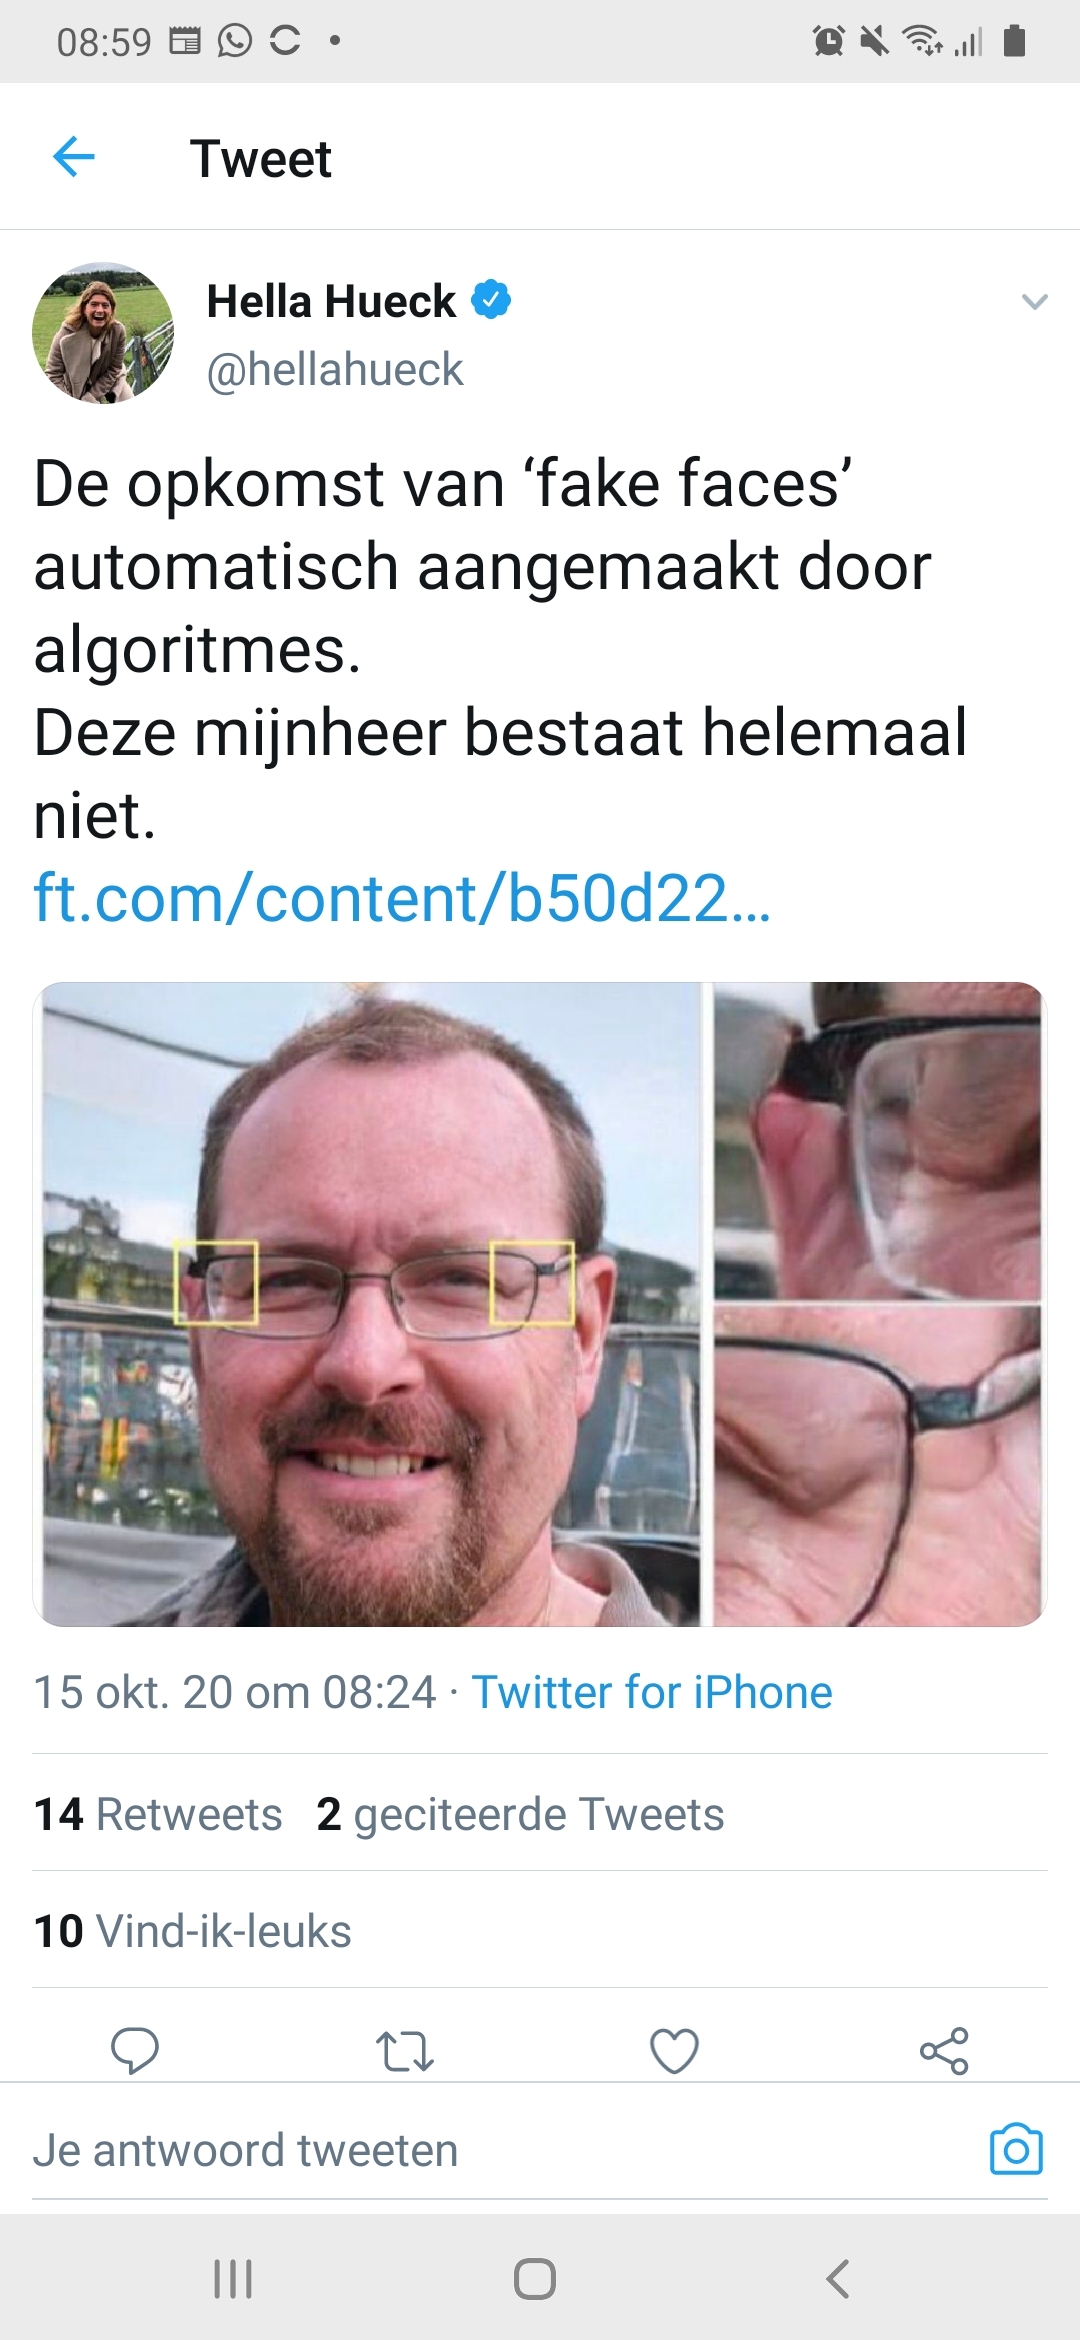 08:59
Tweet
Hella Hueck
@hellahueck
De opkomst van ‘fake faces’
automatisch aangemaakt door
algoritmes.
Deze mijnheer bestaat helemaal
niet.
ft.com/content/b50d22…
15 okt. 20 om 08:24 · Twitter for iPhone
14 Retweets 2 geciteerde Tweets
10 Vind-ik-leuks
Je antwoord tweeten